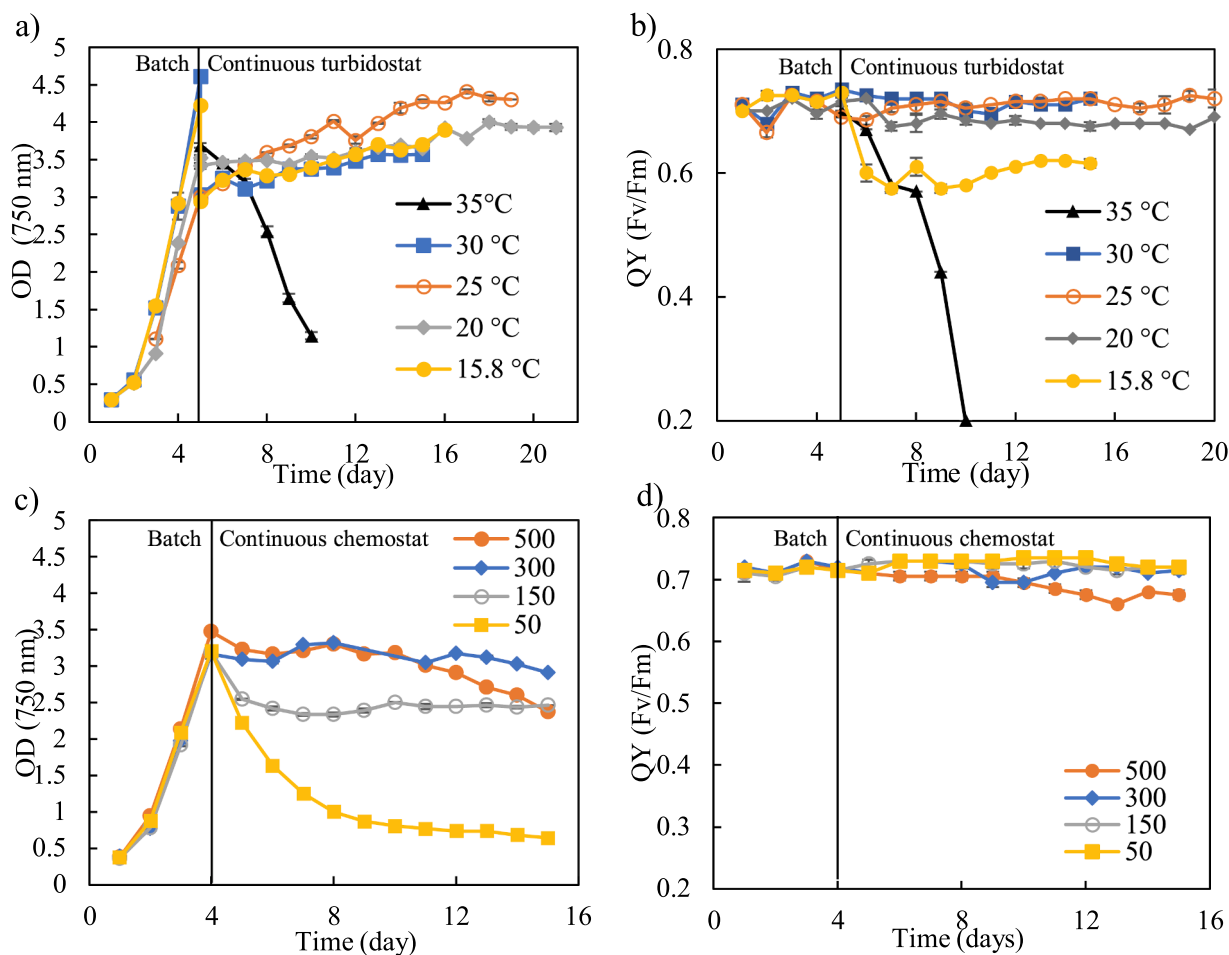 a)
OD (750 nm)
5
4.5
4
3.5
3
2.5
2
1.5
1
0.5
0
Batch
Continuous turbidostat
35°C
30 °C
25 °C
20 °C
15.8 °C
0 4 8 12 16 20
Time (day)
b)
QY (Fv/Fm)
0.8
0.6
0.4
0.2
Batch
Continuous turbidostat
35 °C
30 °C
25 °C
20 °C
15.8 °C
0 4 8 12 16 20
Time (day)
c)
OD (750 nm)
5
4.5
4
3.5
3
2.5
2
1.5
1
0.5
0
Batch
Continuous chemostat
500
300
150
50
0 4 8 12 16
Time (day)
d)
QY (Fv/Fm)
0.8
0.7
0.6
0.5
0.4
0.3
0.2
Batch
Continuous chemostat
500
300
150
50
0 4 8 12 16
Time (days)